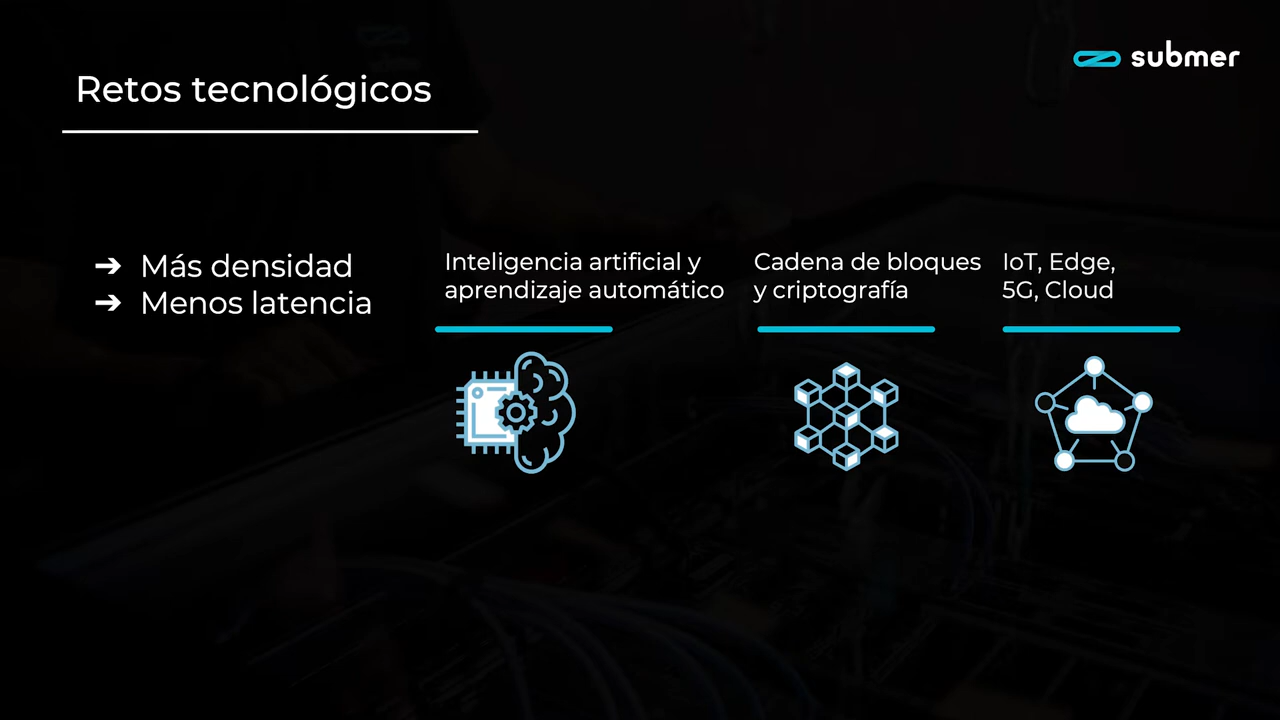 submer
Retos tecnológicos
➔ Más densidad
➔ Menos latencia
Inteligencia artificial y
aprendizaje automático
Cadena de bloques
y criptografía
IoT, Edge,
5G, Cloud